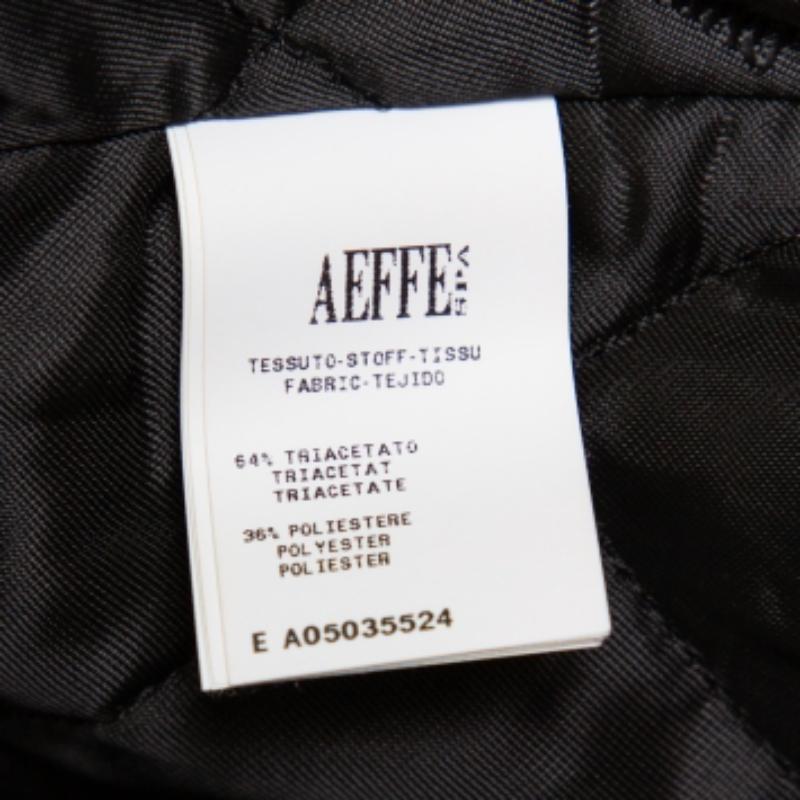 AEFFE SPA
TESSUTO-STOFF-TISSU
FABRIC-TEJIDO
64% TRIACETATO
TRIACETAT
TRIACETATE
36% POLIESTERE
POLYESTER
POLIESTER
E A05035524